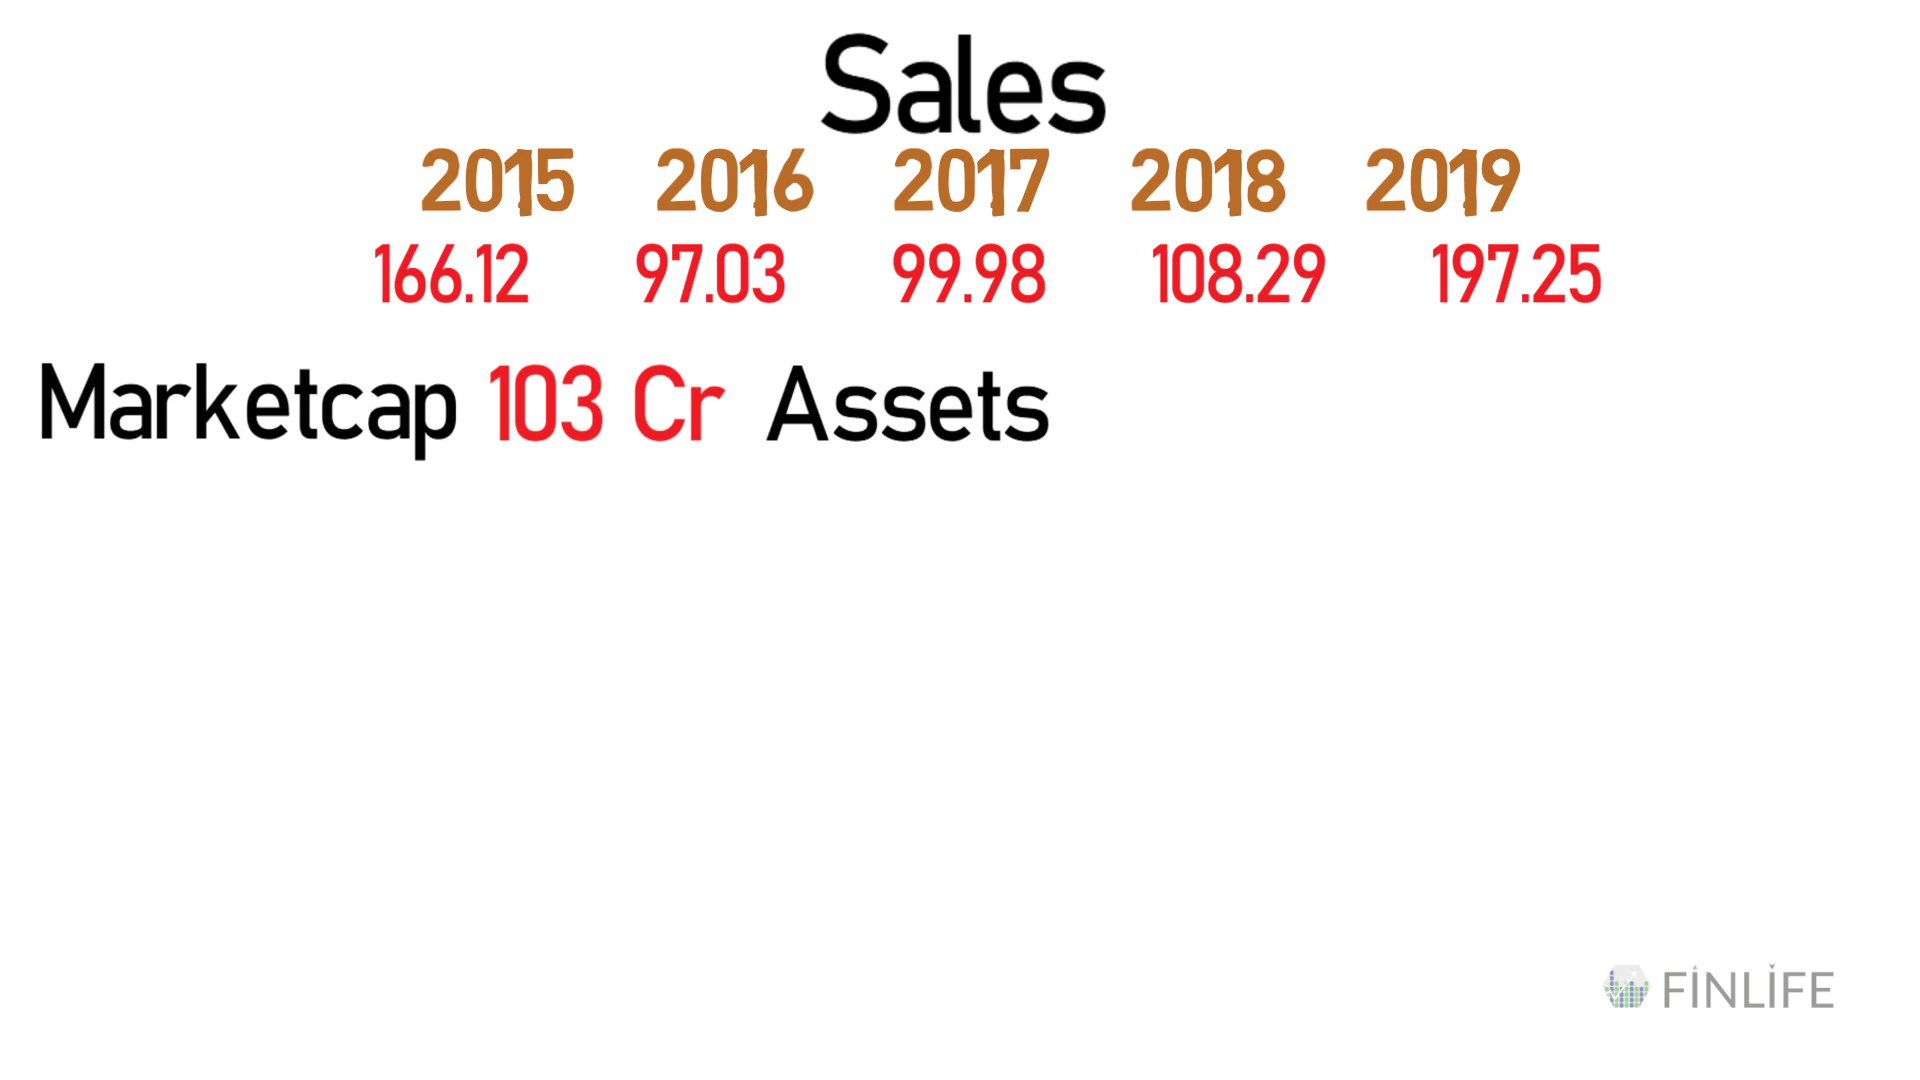 Sales
2015 2016 2017 2018 2019
166.12 97.03 99.98 108.29 197.25
Marketcap 103 Cr Assets
FINLIFE